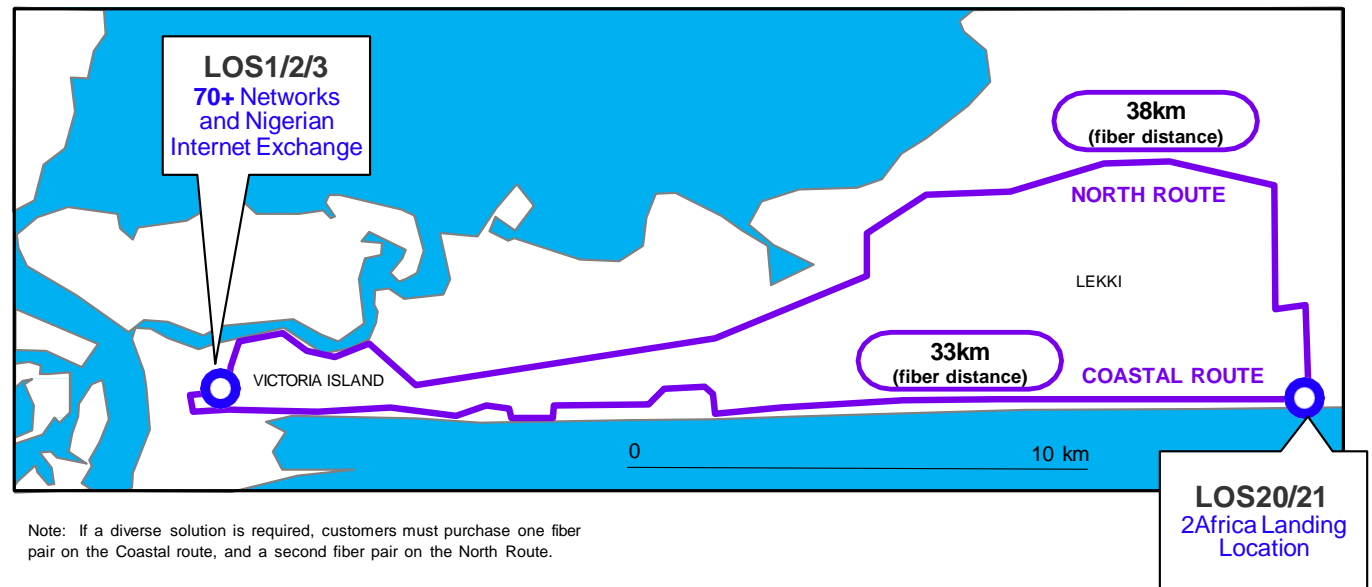 LOS1/2/3
70+ Networks
and Nigerian
Internet Exchange
38km
(fiber distance)
NORTH ROUTE
LEKKI
33km
(fiber distance)
COASTAL ROUTE
VICTORIA ISLAND
0
10 km
LOS20/21
2Africa Landing
Location
Note: If a diverse solution is required, customers must purchase one fiber
pair on the Coastal route, and a second fiber pair on the North Route.